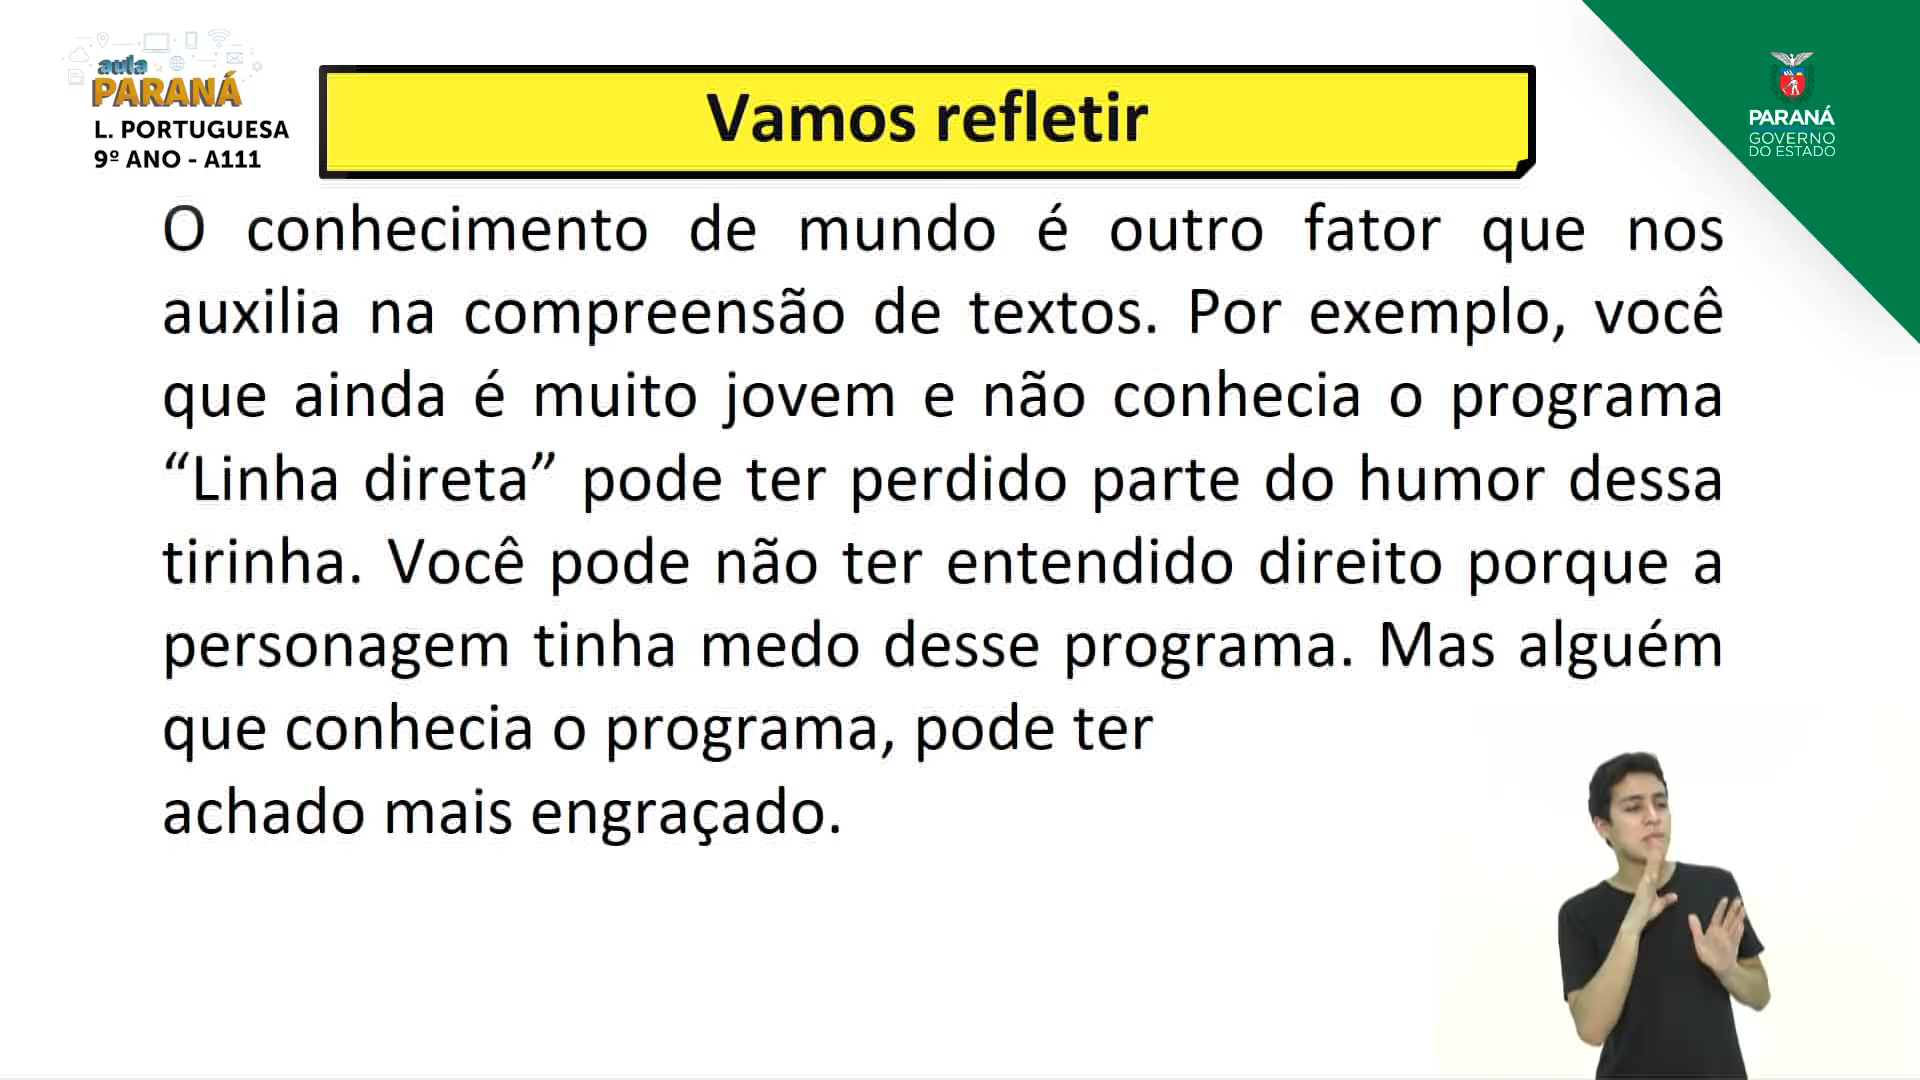 aula
PARANÁ
L. PORTUGUESA
9º ANO - A111
Vamos refletir
PARANÁ
GOVERNO
DO ESTADO
O conhecimento de mundo é outro fator que nos
auxilia na compreensão de textos. Por exemplo, você
que ainda é muito jovem e não conhecia o programa
“Linha direta” pode ter perdido parte do humor dessa
tirinha. Você pode não ter entendido direito porque a
personagem tinha medo desse programa. Mas alguém
que conhecia o programa, pode ter
achado mais engraçado.